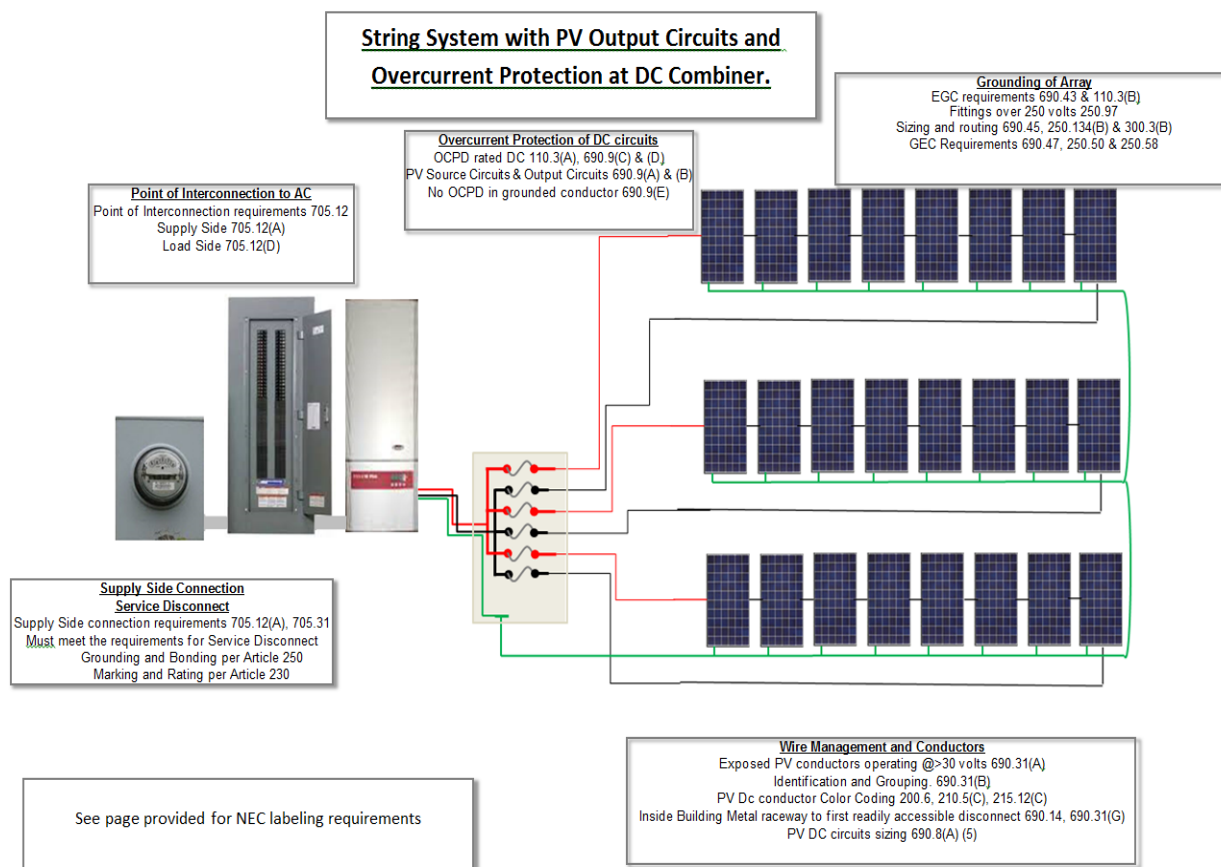 String System with PV Output Circuits and
Overcurrent Protection at DC Combiner.
Grounding of Array
EGC requirements 690.43 & 110.3(B)
Fittings over 250 volts 250.97
Sizing and routing 690.45, 250.134(B) & 300.3(B)
GEC Requirements 690.47, 250.50 & 250.58
Overcurrent Protection of DC circuits
OCPD rated DC 110.3(A), 690.9(C) & (D)
PV Source Circuits & Output Circuits 690.9(A) & (B)
No OCPD in grounded conductor 690.9(E)
Point of Interconnection to AC
Point of Interconnection requirements 705.12
Supply Side 705.12(A)
Load Side 705.12(D)
Supply Side Connection
Service Disconnect
Supply Side connection requirements 705.12(A), 705.31
Must meet the requirements for Service Disconnect
Grounding and Bonding per Article 250
Marking and Rating per Article 230
Wire Management and Conductors
Exposed PV conductors operating @>30 volts 690.31(A)
Identification and Grouping. 690.31(B)
PV Dc conductor Color Coding 200.6, 210.5(C), 215.12(C)
Inside Building Metal raceway to first readily accessible disconnect 690.14, 690.31(G)
PV DC circuits sizing 690.8(A) (5)
See page provided for NEC labeling requirements